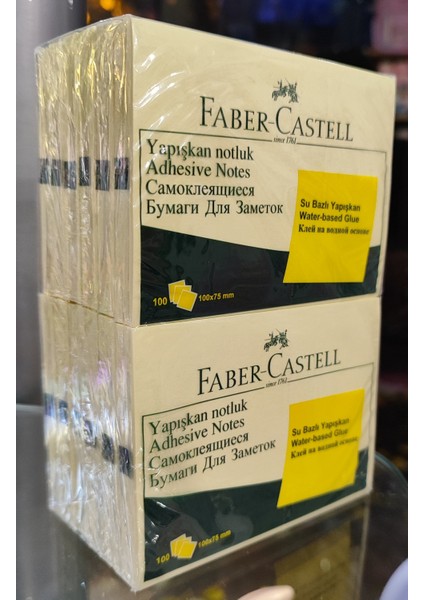 FABER-CASTELL
since 1761
Yapışkan notluk
Adhesive Notes
Самоклеящиеся
Бумаги Для Заметок
Su Bazlı Yapışkan
Water-based Glue
Клей на водной основе
100
100x75 mm
FABER-CASTELL
since 1761
Yapışkan notluk
Adhesive Notes
Самоклеящиеся
Бумаги Для Заметок
Su Bazlı Yapışkan
Water-based Glue
Клей на водной основе
100
100x75 mm